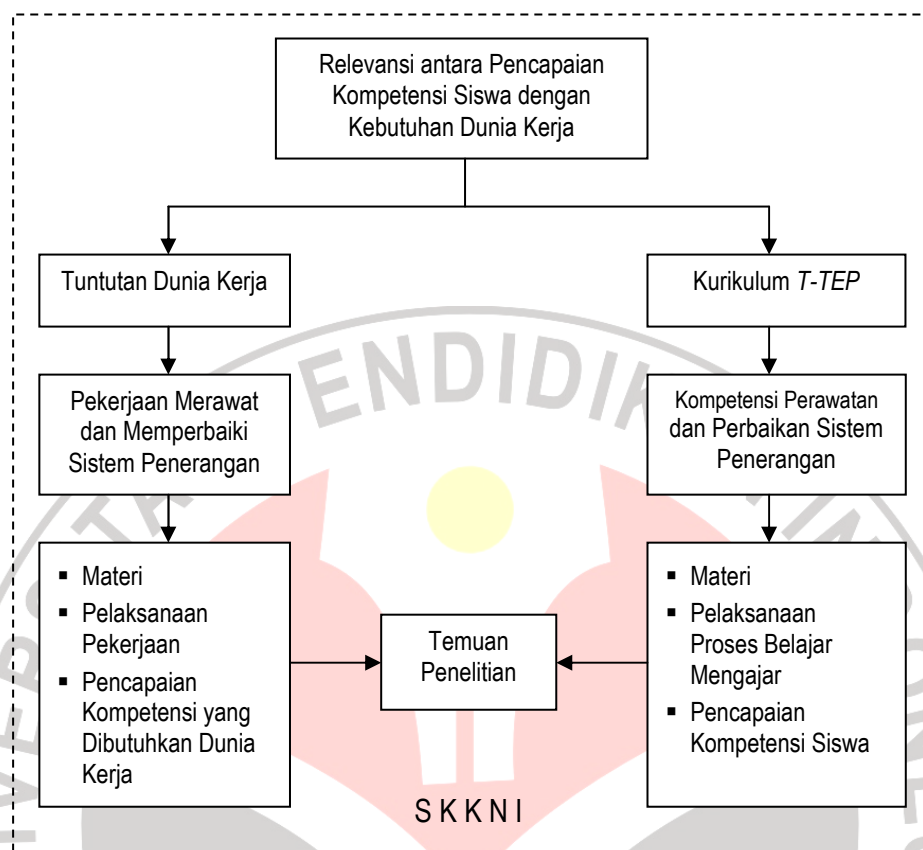 Relevansi antara Pencapaian
Kompetensi Siswa dengan
Kebutuhan Dunia Kerja
Tuntutan Dunia Kerja
Kurikulum T-TEP
Pekerjaan Merawat
dan Memperbaiki
Sistem Penerangan
Kompetensi Perawatan
dan Perbaikan Sistem
Penerangan
▪ Materi
▪ Pelaksanaan
Pekerjaan
▪ Pencapaian
Kompetensi yang
Dibutuhkan Dunia
Kerja
Temuan
Penelitian
▪ Materi
▪ Pelaksanaan
Proses Belajar
Mengajar
▪ Pencapaian
Kompetensi Siswa
S K K N I